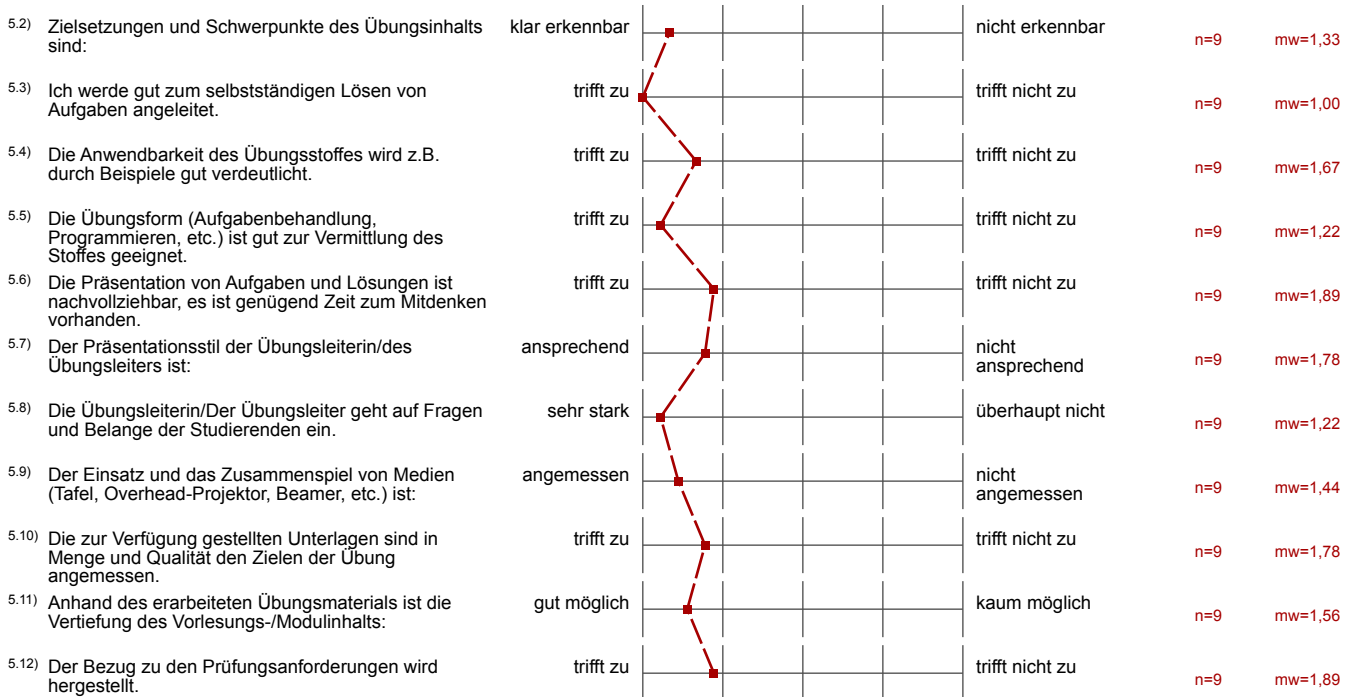 5.2) Zielsetzungen und Schwerpunkte des Übungsinhalts
sind:
klar erkennbar
nicht erkennbar
n=9
mw=1,33
5.3) Ich werde gut zum selbstständigen Lösen von
Aufgaben angeleitet.
trifft zu
trifft nicht zu
n=9
mw=1,00
5.4) Die Anwendbarkeit des Übungsstoffes wird z.B.
durch Beispiele gut verdeutlicht.
trifft zu
trifft nicht zu
n=9
mw=1,67
5.5) Die Übungsform (Aufgabenbehandlung,
Programmieren, etc.) ist gut zur Vermittlung des
Stoffes geeignet.
trifft zu
trifft nicht zu
n=9
mw=1,22
5.6) Die Präsentation von Aufgaben und Lösungen ist
nachvollziehbar, es ist genügend Zeit zum Mitdenken
vorhanden.
trifft zu
trifft nicht zu
n=9
mw=1,89
5.7) Der Präsentationsstil der Übungsleiterin/des
Übungsleiters ist:
ansprechend
nicht
ansprechend
n=9
mw=1,78
5.8) Die Übungsleiterin/Der Übungsleiter geht auf Fragen
und Belange der Studierenden ein.
sehr stark
überhaupt nicht
n=9
mw=1,22
5.9) Der Einsatz und das Zusammenspiel von Medien
(Tafel, Overhead-Projektor, Beamer, etc.) ist:
angemessen
nicht
angemessen
n=9
mw=1,44
5.10) Die zur Verfügung gestellten Unterlagen sind in
Menge und Qualität den Zielen der Übung
angemessen.
trifft zu
trifft nicht zu
n=9
mw=1,78
5.11) Anhand des erarbeiteten Übungsmaterials ist die
Vertiefung des Vorlesungs-/Modulinhalts:
gut möglich
kaum möglich
n=9
mw=1,56
5.12) Der Bezug zu den Prüfungsanforderungen wird
hergestellt.
trifft zu
trifft nicht zu
n=9
mw=1,89